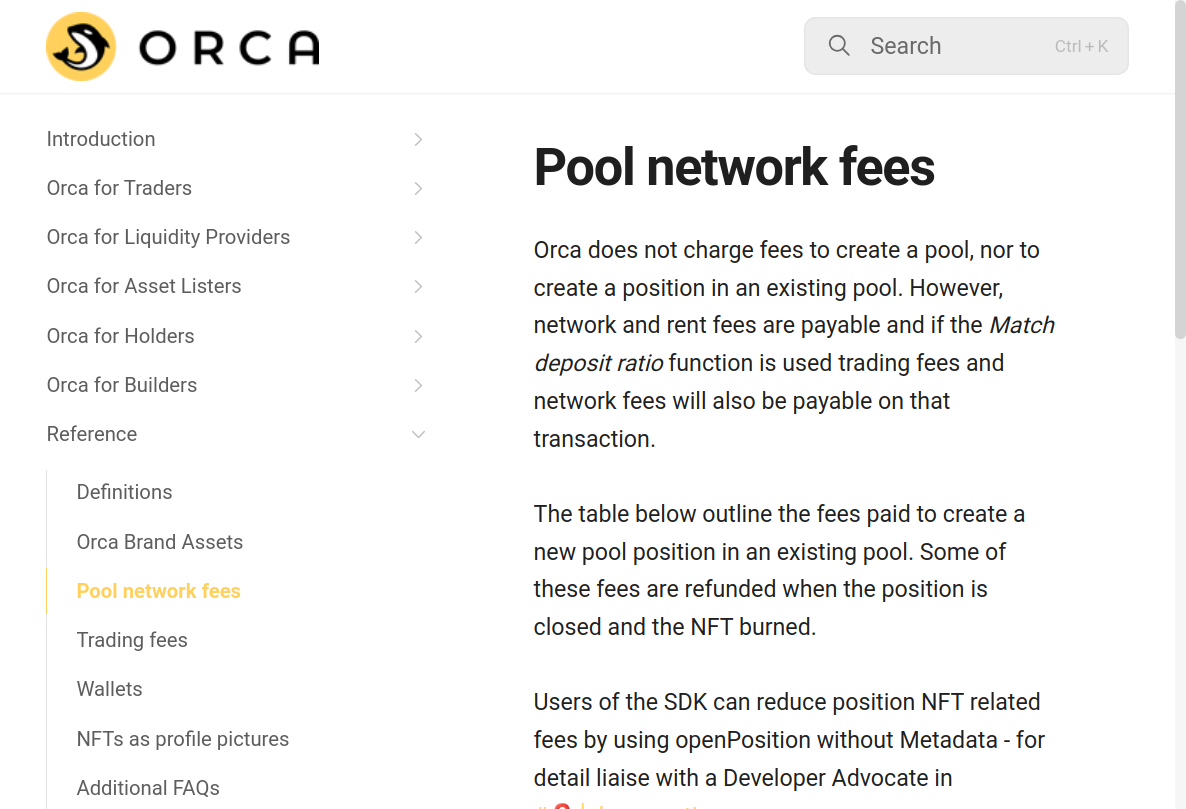 ORCA
Search
Ctrl + K
Introduction
Orca for Traders
Orca for Liquidity Providers
Orca for Asset Listers
Orca for Holders
Orca for Builders
Reference
Definitions
Orca Brand Assets
Pool network fees
Trading fees
Wallets
NFTs as profile pictures
Additional FAQs
Pool network fees
Orca does not charge fees to create a pool, nor to
create a position in an existing pool. However,
network and rent fees are payable and if the Match
deposit ratio function is used trading fees and
network fees will also be payable on that
transaction.
The table below outline the fees paid to create a
new pool position in an existing pool. Some of
these fees are refunded when the position is
closed and the NFT burned.
Users of the SDK can reduce position NFT related
fees by using openPosition without Metadata - for
detail liaise with a Developer Advocate in